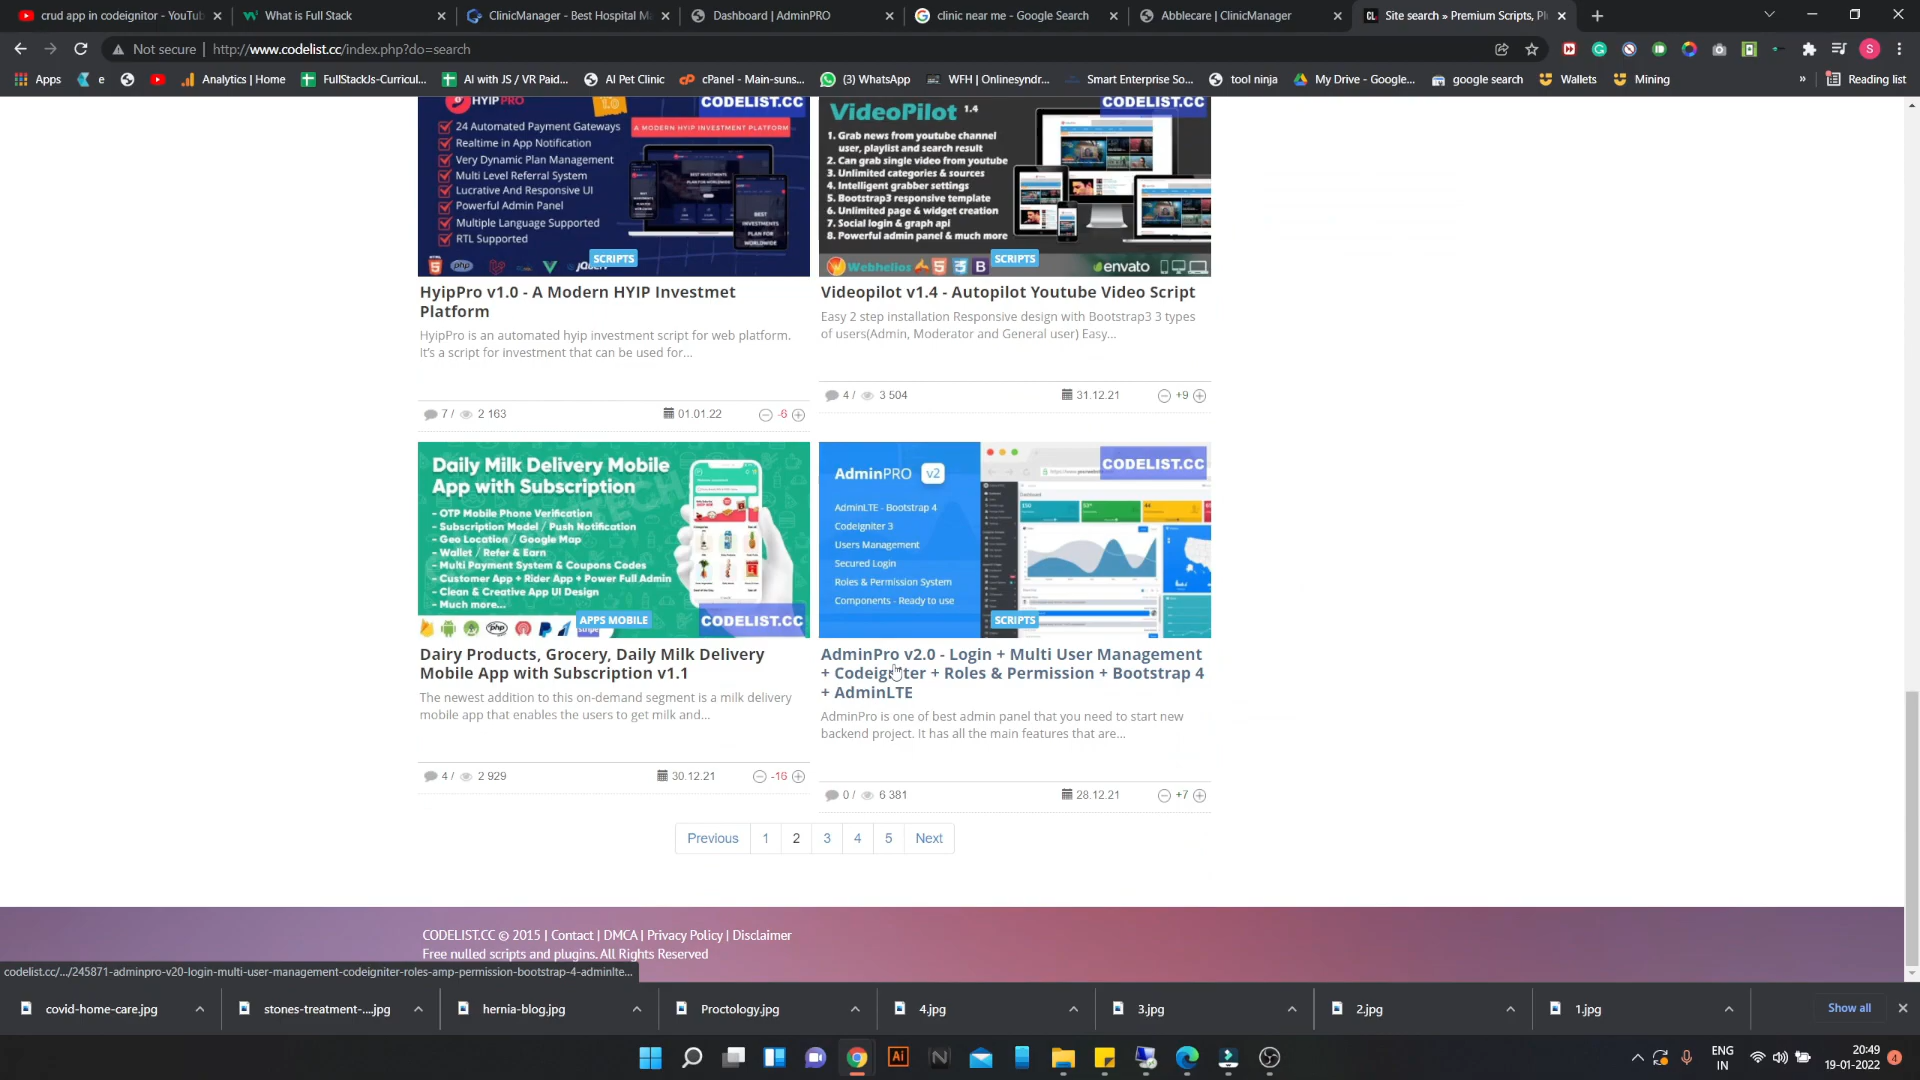 crud app in codeignitor - YouTub
What is Full Stack
ClinicManager - Best Hospital Ma
Dashboard | AdminPRO
clinic near me - Google Search
Abblecare | ClinicManager
Site search » Premium Scripts, Pl
Not secure | http://www.codelist.cc/index.php?do=search
Apps
e
Analytics | Home
FullStackJs-Curricul...
AI with JS / VR Paid...
AI Pet Clinic
cPanel - Main-suns...
(3) WhatsApp
WFH | Onlinesyndr...
Smart Enterprise So...
tool ninja
My Drive - Google...
google search
Wallets
Mining
»
Reading list
HYIP PRO
1.0
CODELIST.CC
24 Automated Payment Gateways
A MODERN HYIP INVESTMENT PLATFORM
Realtime in App Notification
Very Dynamic Plan Management
Multi Level Referral System
Lucrative And Responsive UI
Powerful Admin Panel
Multiple Language Supported
RTL Supported
BEST INVESTMENTS PLAN FOR WORLDWIDE
SCRIPTS
HyipPro v1.0 - A Modern HYIP Investmet
Platform
HyipPro is an automated hyip investment script for web platform.
It's a script for investment that can be used for...
7 / 2 163
01.01.22
-6
VideoPilot 1.4
CODELIST.CC
1. Grab news from youtube channel
user, playlist and search result
2. Can grab single video from youtube
3. Unlimited categories & sources
4. Intelligent grabber settings
5. Bootstrap3 responsive template
6. Unlimited page & widget creation
7. Social login & graph api
8. Powerful admin panel & much more
Webhelios
SCRIPTS
envato
Videopilot v1.4 - Autopilot Youtube Video Script
Easy 2 step installation Responsive design with Bootstrap3 3 types
of users(Admin, Moderator and General user) Easy...
4 / 3 504
31.12.21
+9
Daily Milk Delivery Mobile
App with Subscription
- OTP Mobile Phone Verification
- Subscription Model / Push Notification
- Geo Location / Google Map
- Wallet / Refer & Earn
- Multi Payment System & Coupons Codes
- Customer App + Rider App + Power Full Admin
- Clean & Creative App UI Design
- Much more...
php
APPS MOBILE
CODELIST.CC
Dairy Products, Grocery, Daily Milk Delivery
Mobile App with Subscription v1.1
The newest addition to this on-demand segment is a milk delivery
mobile app that enables the users to get milk and...
4 / 2 929
30.12.21
-16
AdminPRO v2
CODELIST.CC
AdminLTE - Bootstrap 4
Codeigniter 3
Users Management
Secured Login
Roles & Permission System
Components - Ready to use
SCRIPTS
AdminPro v2.0 - Login + Multi User Management
+ Codeigniter + Roles & Permission + Bootstrap 4
+ AdminLTE
AdminPro is one of best admin panel that you need to start new
backend project. It has all the main features that are...
0 / 6 381
28.12.21
+7
Previous 1 2 3 4 5 Next
CODELIST.CC © 2015 | Contact | DMCA | Privacy Policy | Disclaimer
Free nulled scripts and plugins. All Rights Reserved
codelist.cc/.../245871-adminpro-v20-login-multi-user-management-codeigniter-roles-amp-permission-bootstrap-4-adminlte...
covid-home-care.jpg
stones-treatment-....jpg
hernia-blog.jpg
Proctology.jpg
4.jpg
3.jpg
2.jpg
1.jpg
Show all
ENG
IN
20:49
19-01-2022
4